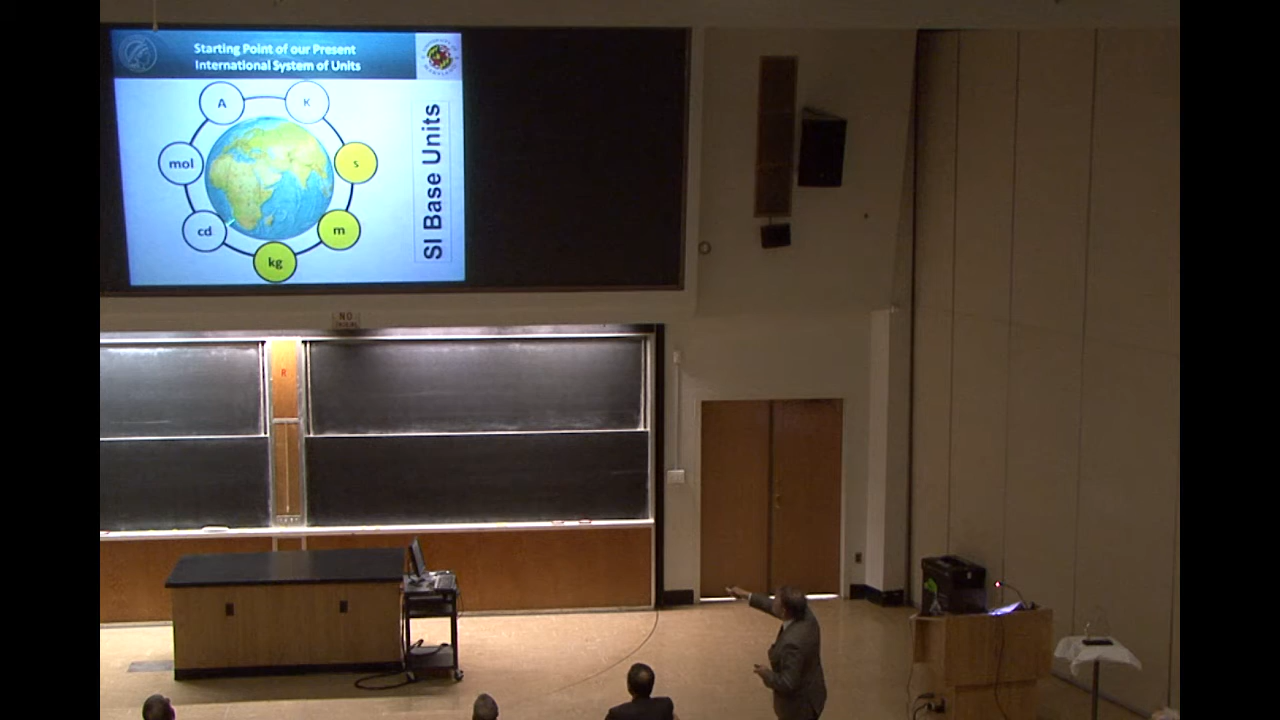 Starting Point of our Present
International System of Units
A
K
mol
s
cd
m
kg
SI Base Units
NO
R